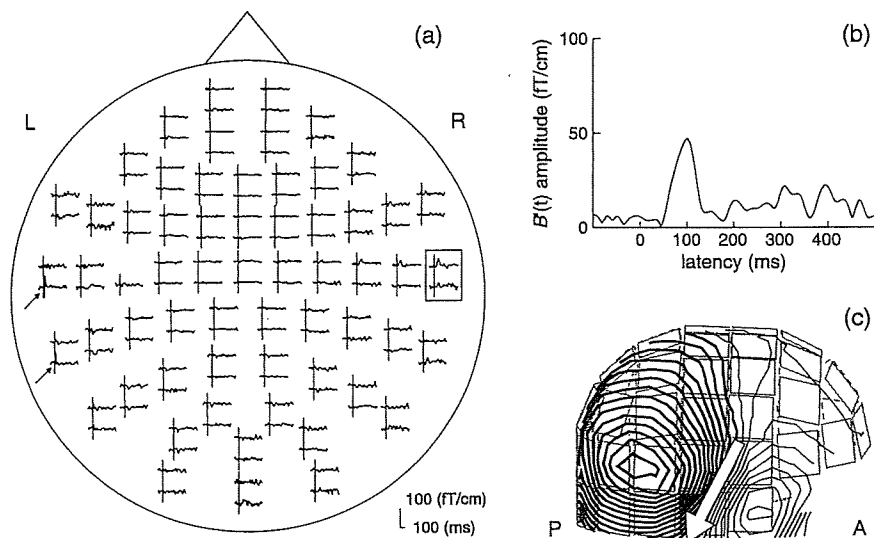 (a)
L
R
100 (fT/cm)
100 (ms)
(b)
B'(t) amplitude (fT/cm)
100
50
0
0 100 200 300 400
latency (ms)
(c)
P
A